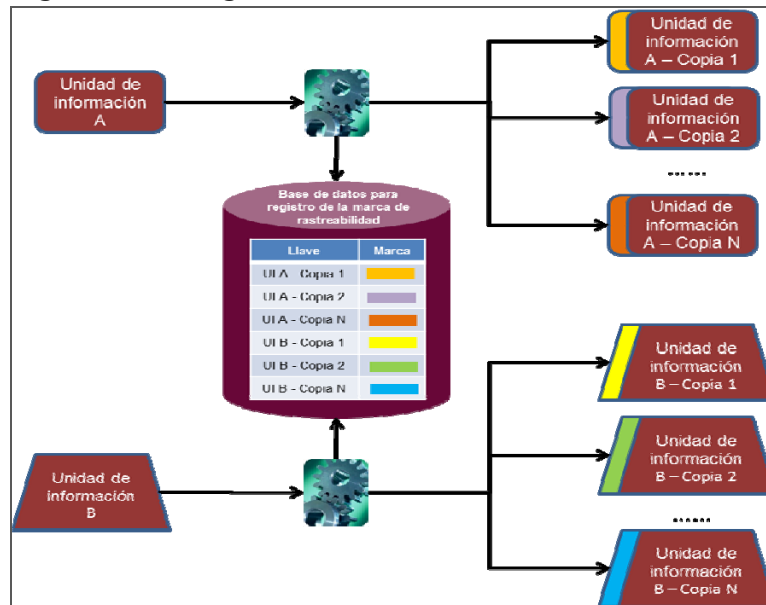 Unidad de
información
A – Copia 1
Unidad de
información
A
Unidad de
información
A – Copia 2
......
Base de datos para
registro de la marca de
rastreabilidad
Unidad de
información
A – Copia N
Llave Marca
UI A - Copia 1
UI A - Copia 2
UI A - Copia N
UI B - Copia 1
UI B - Copia 2
UI B - Copia N
Unidad de
información
B – Copia 1
Unidad de
información
B
Unidad de
información
B – Copia 2
......
Unidad de
información
B – Copia N